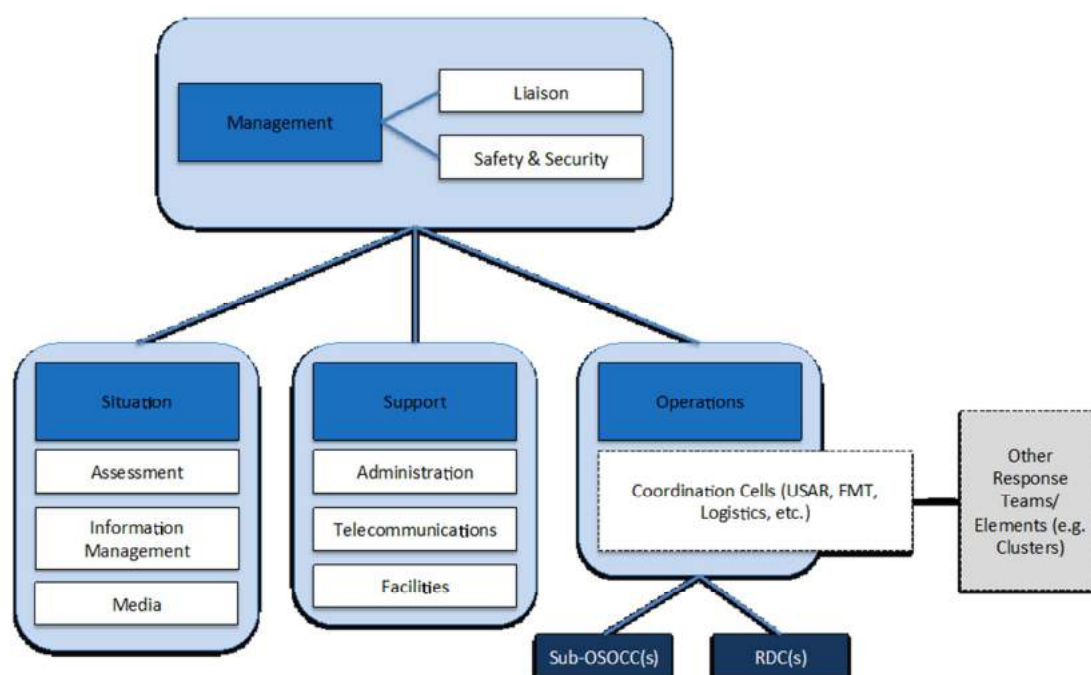 Management
Liaison
Safety & Security
Situation
Assessment
Information
Management
Media
Support
Administration
Telecommunications
Facilities
Operations
Coordination Cells (USAR, FMT,
Logistics, etc.)
Other
Response
Teams/
Elements (e.g.
Clusters)
Sub-OSOCC(s)
RDC(s)